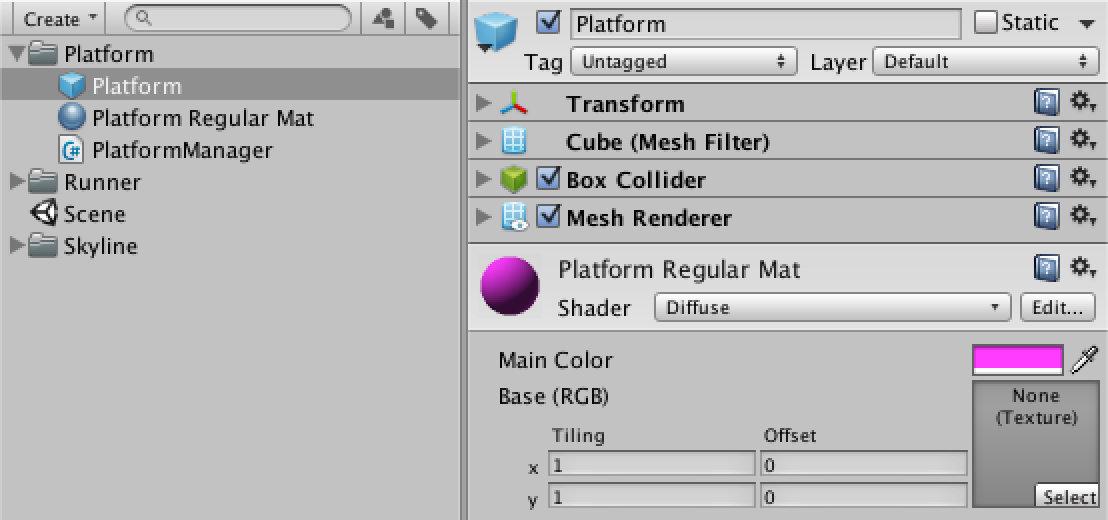 Create
Platform
Platform
Platform Regular Mat
C#
PlatformManager
Runner
Scene
Skyline
Platform
Static
Tag Untagged Layer Default
Transform ?
Cube (Mesh Filter) ?
Box Collider ?
Mesh Renderer ?
Platform Regular Mat ?
Shader Diffuse Edit...
Main Color
Base (RGB)
None
(Texture)
Tiling Offset
x 1 0
y 1 0
Select